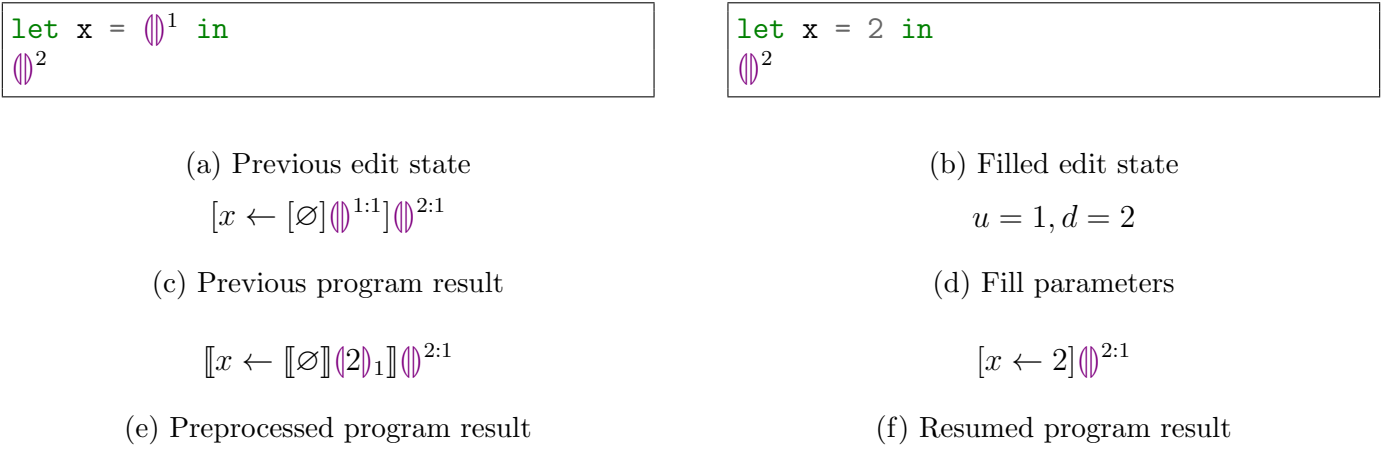 let x = ⦇⦈¹ in
⦇⦈²
let x = 2 in
⦇⦈²
(a) Previous edit state
(b) Filled edit state
[x ← [∅]⦇⦈^{1:1}]⦇⦈^{2:1}
u = 1, d = 2
(c) Previous program result
(d) Fill parameters
⟦x ← ⟦∅⟧⦇2⦈₁⟧⦇⦈^{2:1}
[x ← 2]⦇⦈^{2:1}
(e) Preprocessed program result
(f) Resumed program result